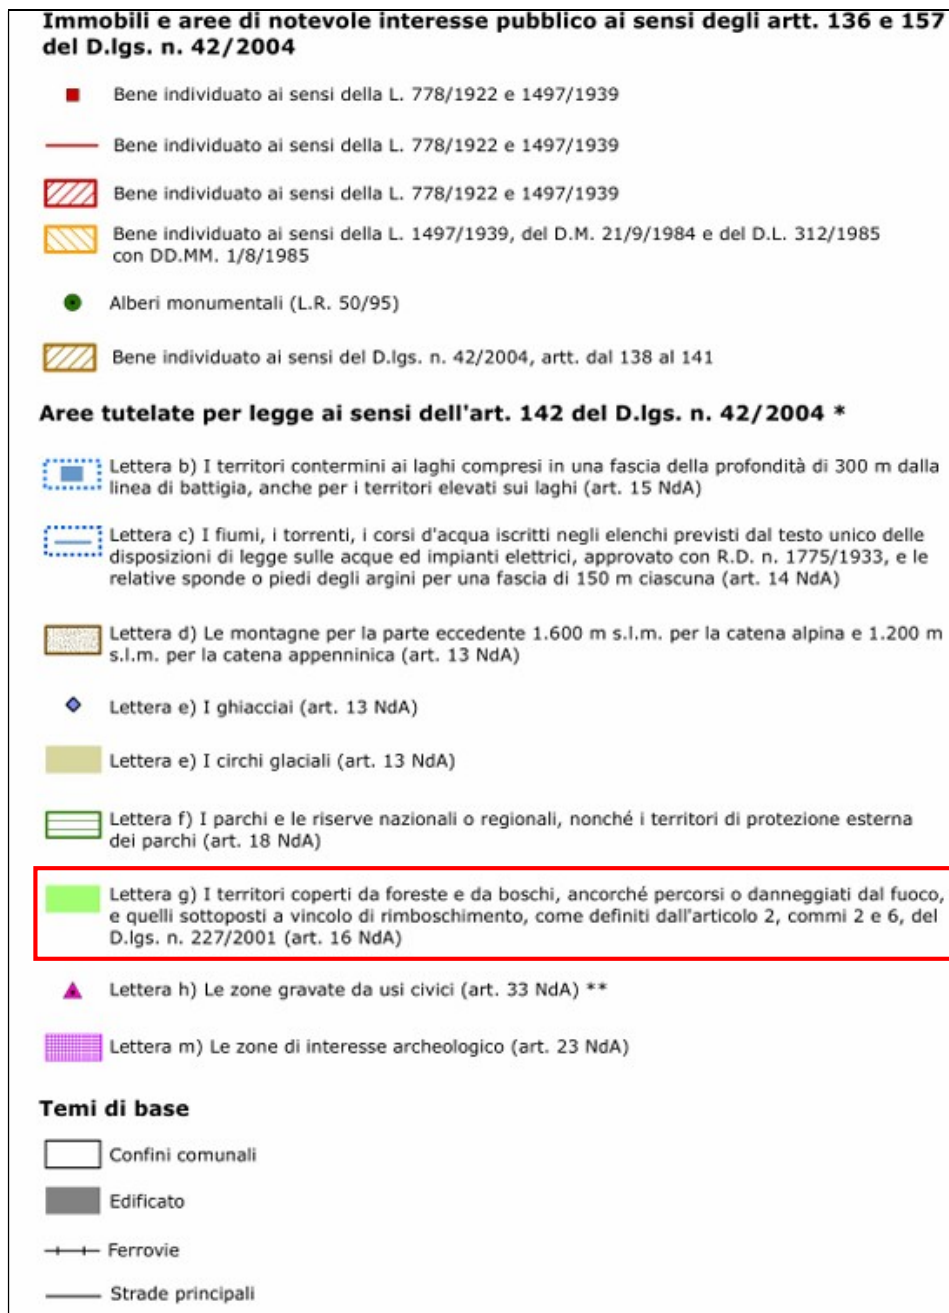 Immobili e aree di notevole interesse pubblico ai sensi degli artt. 136 e 157
del D.lgs. n. 42/2004
Bene individuato ai sensi della L. 778/1922 e 1497/1939
Bene individuato ai sensi della L. 778/1922 e 1497/1939
Bene individuato ai sensi della L. 778/1922 e 1497/1939
Bene individuato ai sensi della L. 1497/1939, del D.M. 21/9/1984 e del D.L. 312/1985
con DD.MM. 1/8/1985
Alberi monumentali (L.R. 50/95)
Bene individuato ai sensi del D.lgs. n. 42/2004, artt. dal 138 al 141
Aree tutelate per legge ai sensi dell'art. 142 del D.lgs. n. 42/2004 *
Lettera b) I territori contermini ai laghi compresi in una fascia della profondità di 300 m dalla
linea di battigia, anche per i territori elevati sui laghi (art. 15 NdA)
Lettera c) I fiumi, i torrenti, i corsi d'acqua iscritti negli elenchi previsti dal testo unico delle
disposizioni di legge sulle acque ed impianti elettrici, approvato con R.D. n. 1775/1933, e le
relative sponde o piedi degli argini per una fascia di 150 m ciascuna (art. 14 NdA)
Lettera d) Le montagne per la parte eccedente 1.600 m s.l.m. per la catena alpina e 1.200 m
s.l.m. per la catena appenninica (art. 13 NdA)
Lettera e) I ghiacciai (art. 13 NdA)
Lettera e) I circhi glaciali (art. 13 NdA)
Lettera f) I parchi e le riserve nazionali o regionali, nonché i territori di protezione esterna
dei parchi (art. 18 NdA)
Lettera g) I territori coperti da foreste e da boschi, ancorché percorsi o danneggiati dal fuoco,
e quelli sottoposti a vincolo di rimboschimento, come definiti dall'articolo 2, commi 2 e 6, del
D.lgs. n. 227/2001 (art. 16 NdA)
Lettera h) Le zone gravate da usi civici (art. 33 NdA) **
Lettera m) Le zone di interesse archeologico (art. 23 NdA)
Temi di base
Confini comunali
Edificato
Ferrovie
Strade principali